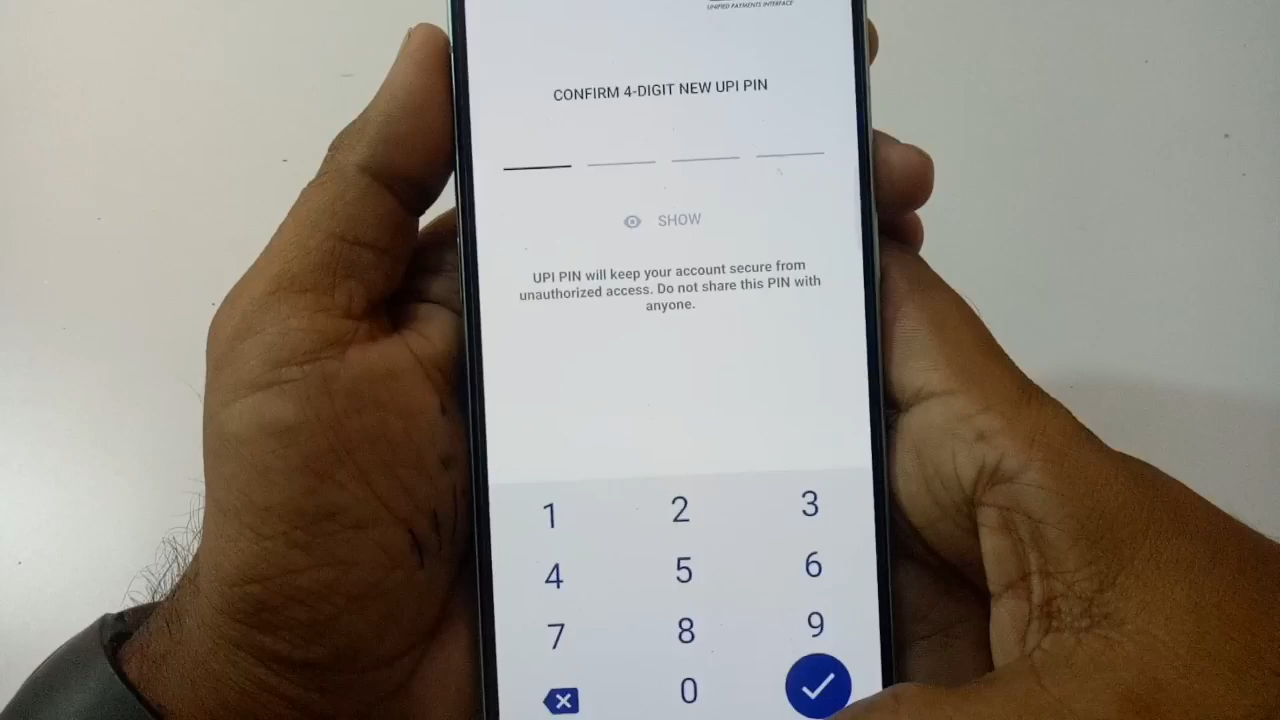 UNIFIED PAYMENTS INTERFACE
CONFIRM 4-DIGIT NEW UPI PIN
SHOW
UPI PIN will keep your account secure from
unauthorized access. Do not share this PIN with
anyone.
1 2 3
4 5 6
7 8 9
0